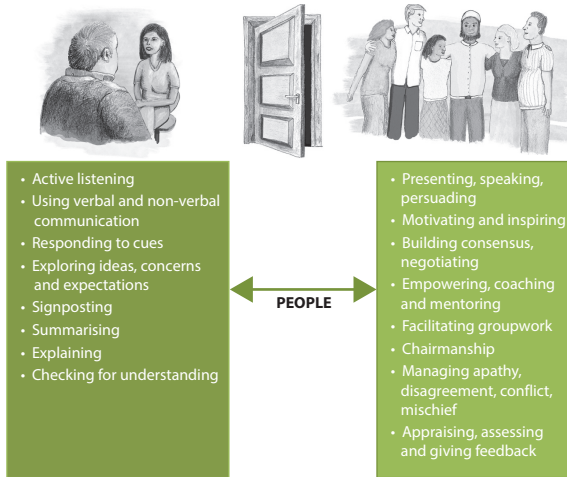 • Active listening
• Using verbal and non-verbal
communication
• Responding to cues
• Exploring ideas, concerns
and expectations
• Signposting
• Summarising
• Explaining
• Checking for understanding
PEOPLE
• Presenting, speaking,
persuading
• Motivating and inspiring
• Building consensus,
negotiating
• Empowering, coaching
and mentoring
• Facilitating groupwork
• Chairmanship
• Managing apathy,
disagreement, conflict,
mischief
• Appraising, assessing
and giving feedback